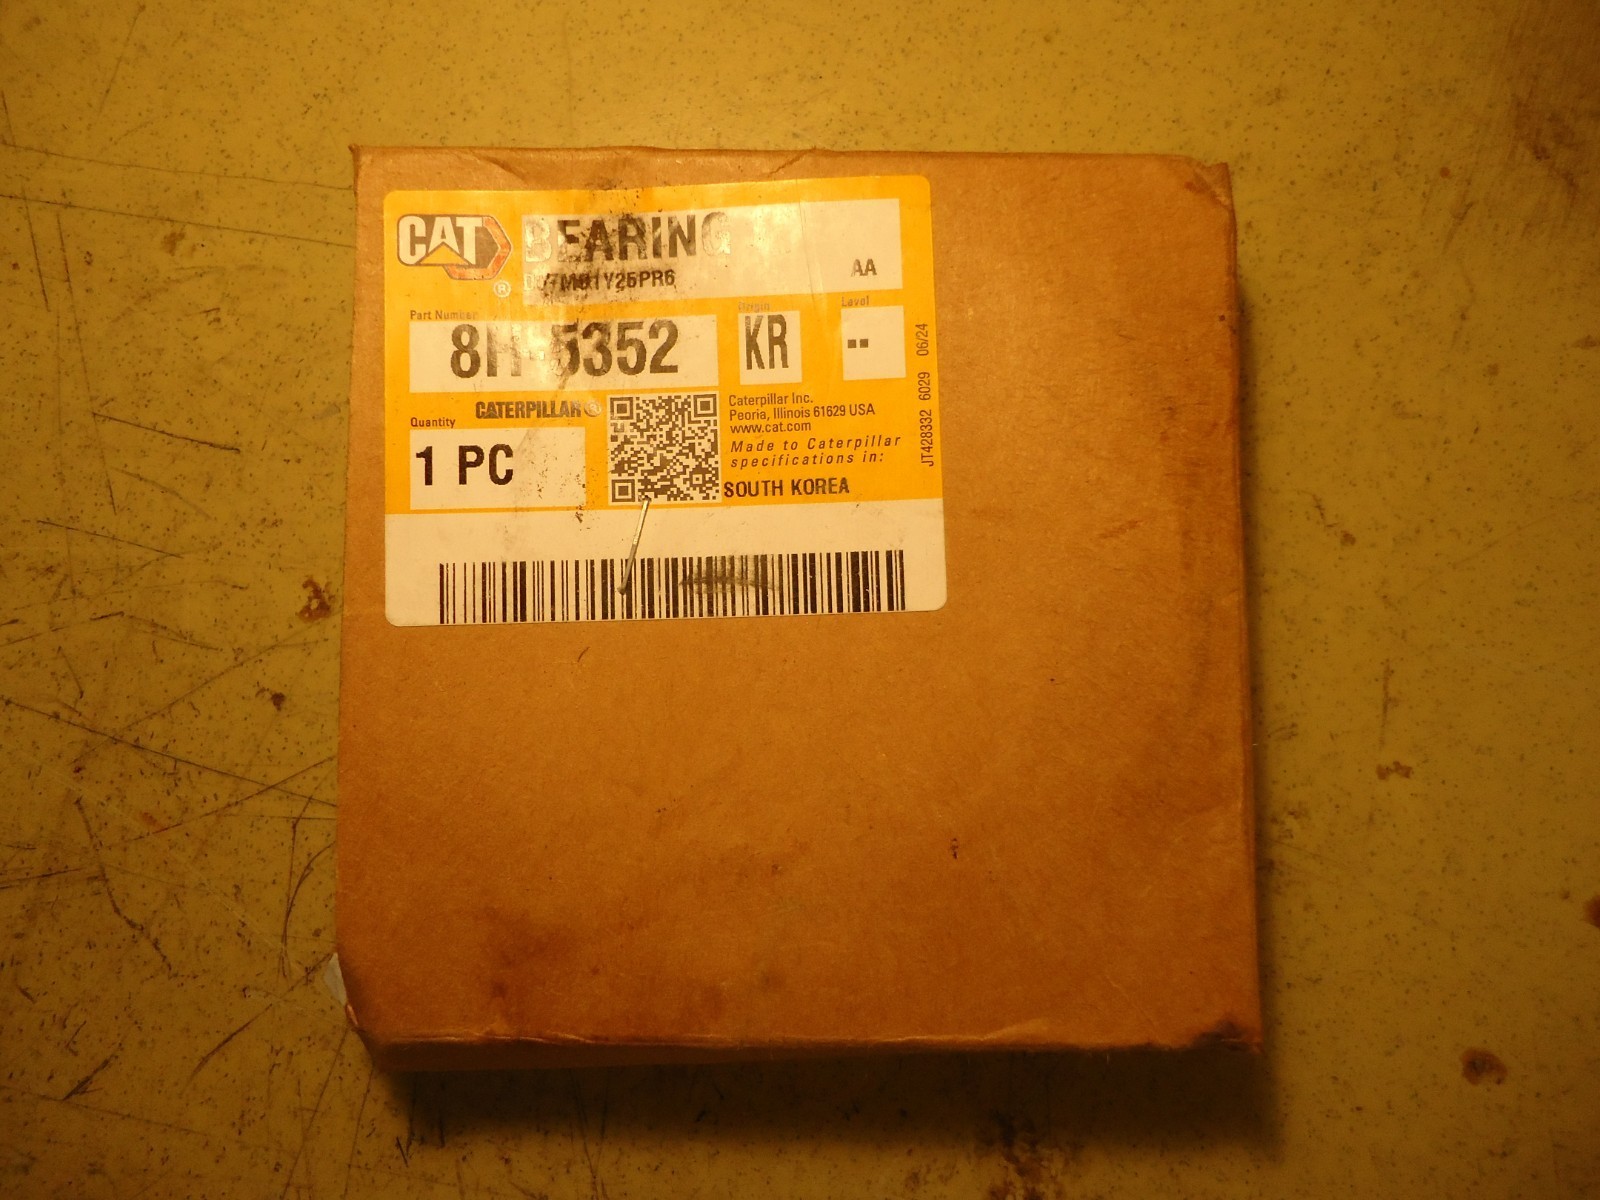 CAT
®
BEARING
AA
Part Number
8H-5352
Origin
KR
Level
--
Quantity
1 PC
CATERPILLAR®
Caterpillar Inc.
Peoria, Illinois 61629 USA
www.cat.com
Made to Caterpillar
specifications in:
SOUTH KOREA
JT428332 6029 06/24